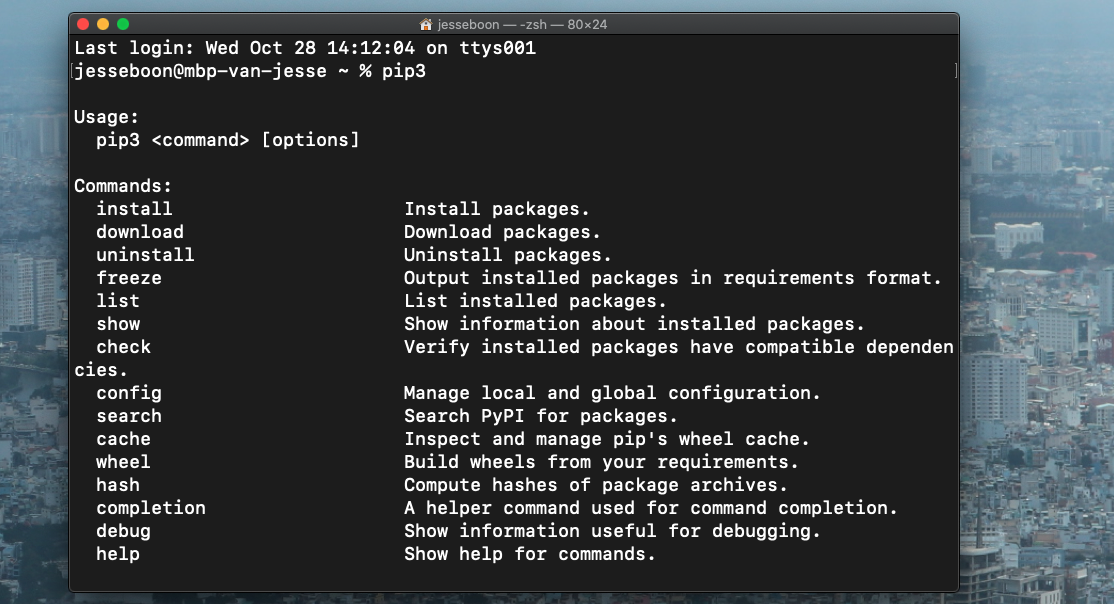 jesseboon — -zsh — 80×24
Last login: Wed Oct 28 14:12:04 on ttys001
[jesseboon@mbp-van-jesse ~ % pip3 ]

Usage:
  pip3 <command> [options]

Commands:
  install                     Install packages.
  download                    Download packages.
  uninstall                   Uninstall packages.
  freeze                      Output installed packages in requirements format.
  list                        List installed packages.
  show                        Show information about installed packages.
  check                       Verify installed packages have compatible dependen
cies.
  config                      Manage local and global configuration.
  search                      Search PyPI for packages.
  cache                       Inspect and manage pip's wheel cache.
  wheel                       Build wheels from your requirements.
  hash                        Compute hashes of package archives.
  completion                  A helper command used for command completion.
  debug                       Show information useful for debugging.
  help                        Show help for commands.